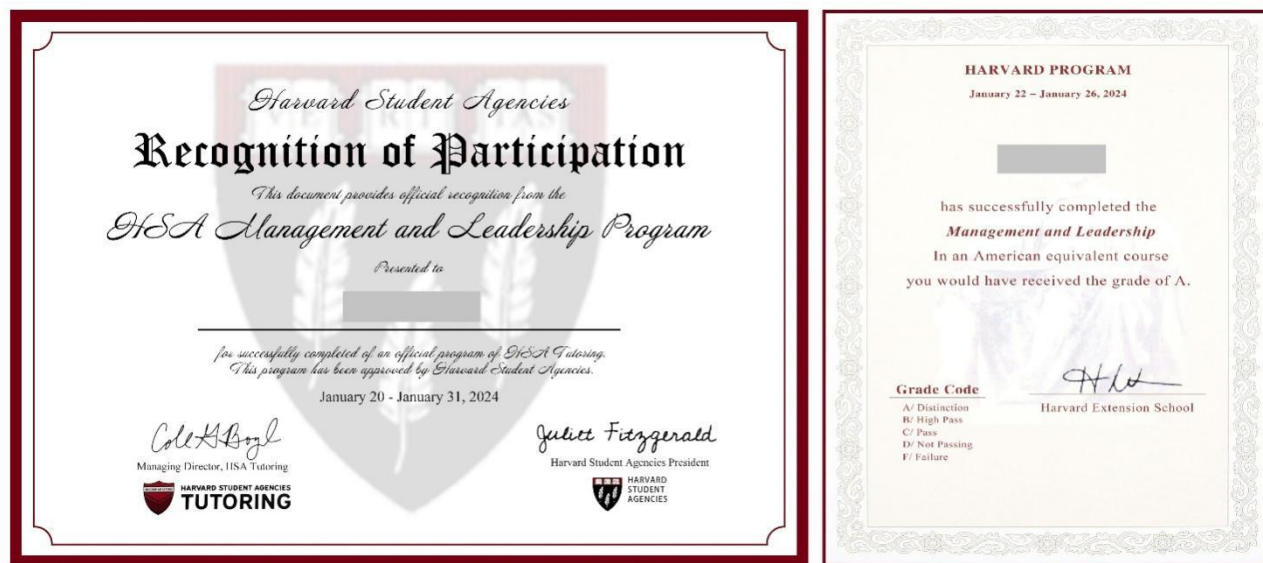 VE RI TAS
Harvard Student Agencies
Recognition of Participation
This document provides official recognition from the
HSA Management and Leadership Program
Presented to
for successfully completed of an official program of HSA Tutoring.
This program has been approved by Harvard Student Agencies.
January 20 - January 31, 2024
Managing Director, HSA Tutoring
HARVARD STUDENT AGENCIES
TUTORING
Juliet Fitzgerald
Harvard Student Agencies President
HARVARD
STUDENT
AGENCIES
HARVARD PROGRAM
January 22 – January 26, 2024
has successfully completed the
Management and Leadership
In an American equivalent course
you would have received the grade of A.
Harvard Extension School
Grade Code
A/ Distinction
B/ High Pass
C/ Pass
D/ Not Passing
F/ Failure